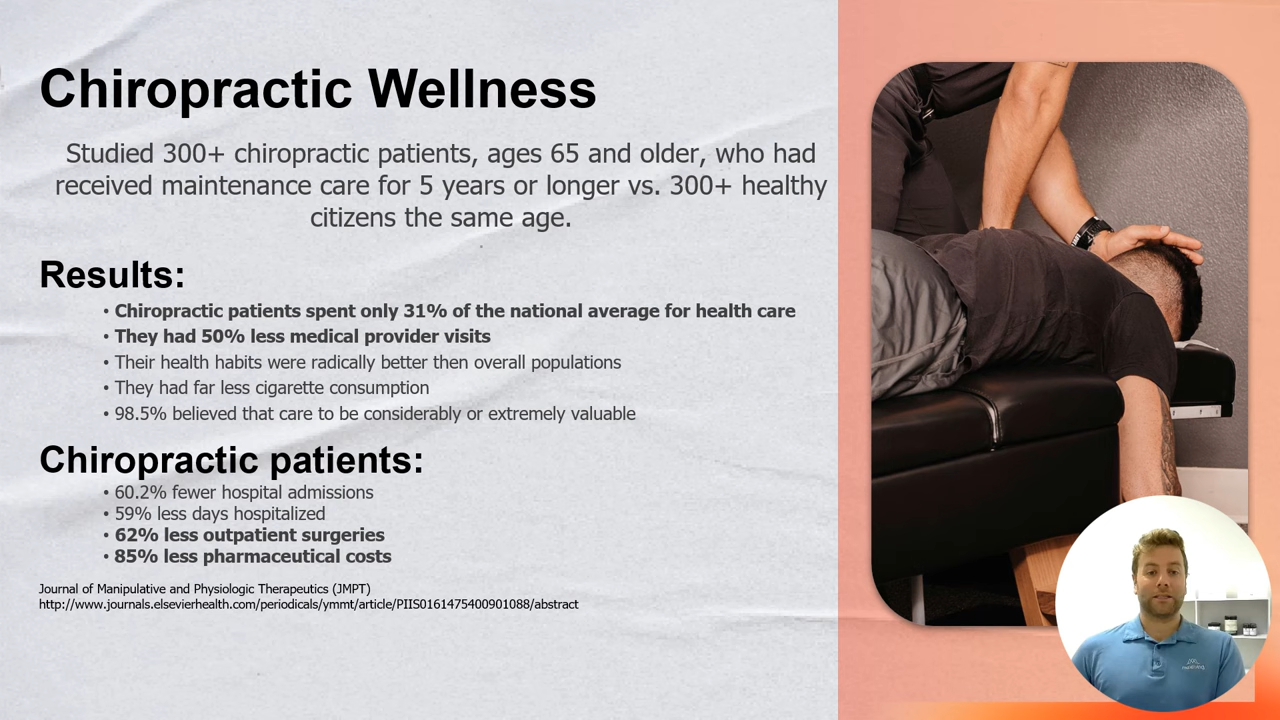 Chiropractic Wellness
Studied 300+ chiropractic patients, ages 65 and older, who had
received maintenance care for 5 years or longer vs. 300+ healthy
citizens the same age.
Results:
• Chiropractic patients spent only 31% of the national average for health care
• They had 50% less medical provider visits
• Their health habits were radically better then overall populations
• They had far less cigarette consumption
• 98.5% believed that care to be considerably or extremely valuable
Chiropractic patients:
• 60.2% fewer hospital admissions
• 59% less days hospitalized
• 62% less outpatient surgeries
• 85% less pharmaceutical costs
Journal of Manipulative and Physiologic Therapeutics (JMPT)
http://www.journals.elsevierhealth.com/periodicals/ymmt/article/PIIS0161475400901088/abstract